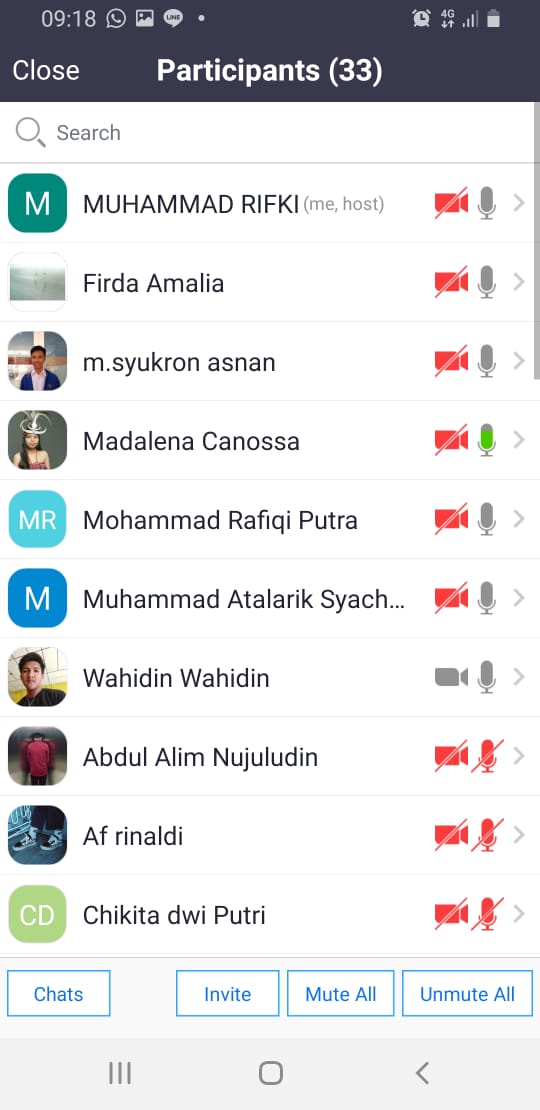 09:18
4G
Close
Participants (33)
Search
M
MUHAMMAD RIFKI (me, host)
Firda Amalia
m.syukron asnan
Madalena Canossa
MR
Mohammad Rafiqi Putra
M
Muhammad Atalarik Syach...
Wahidin Wahidin
Abdul Alim Nujuludin
Af rinaldi
CD
Chikita dwi Putri
Chats
Invite
Mute All
Unmute All